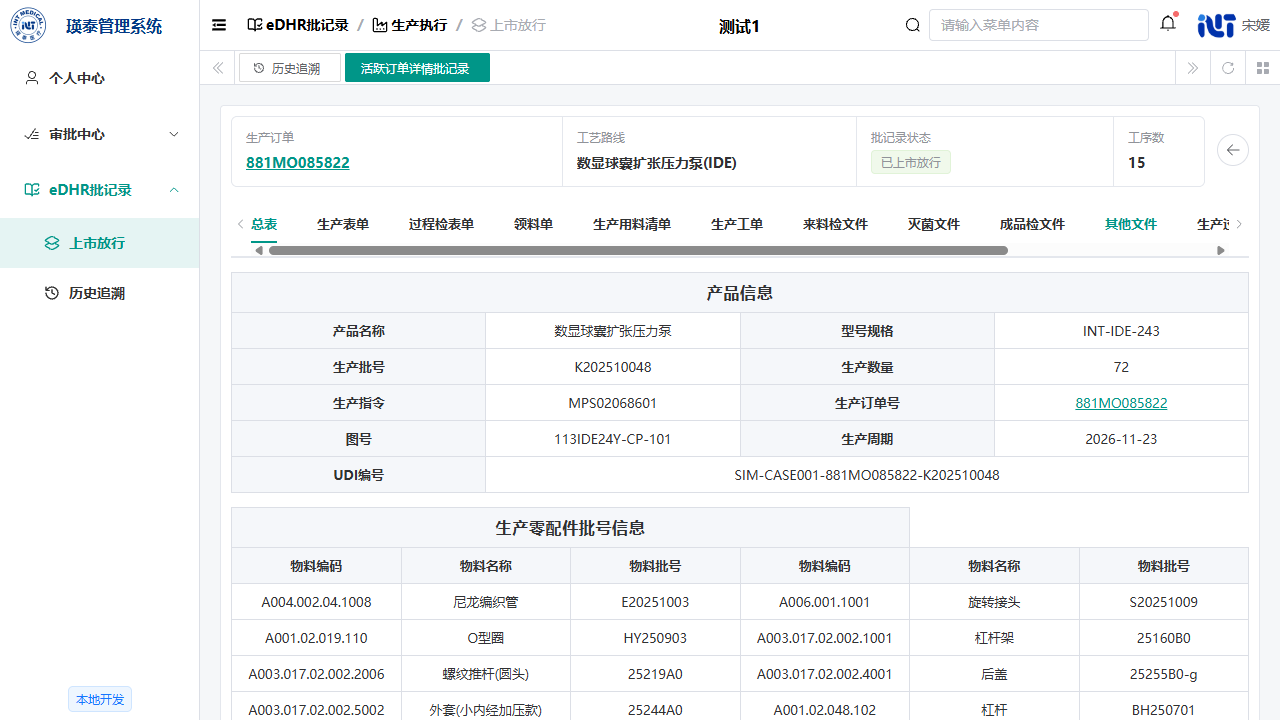 瑛泰管理系统
eDHR批记录 / 生产执行 / 上市放行
测试1
请输入菜单内容
宋媛
个人中心
审批中心
eDHR批记录
上市放行
历史追溯
本地开发
历史追溯
活跃订单详情批记录
生产订单
881MO085822
工艺路线
数显球囊扩张压力泵(IDE)
批记录状态
已上市放行
工序数
15
总表 生产表单 过程检表单 领料单 生产用料清单 生产工单 来料检文件 灭菌文件 成品检文件 其他文件 生产
产品信息
产品名称 数显球囊扩张压力泵 型号规格 INT-IDE-243
生产批号 K202510048 生产数量 72
生产指令 MPS02068601 生产订单号 881MO085822
图号 113IDE24Y-CP-101 生产周期 2026-11-23
UDI编号 SIM-CASE001-881MO085822-K202510048
生产零配件批号信息
物料编码 物料名称 物料批号 物料编码 物料名称 物料批号
A004.002.04.1008 尼龙编织管 E20251003 A006.001.1001 旋转接头 S20251009
A001.02.019.110 O型圈 HY250903 A003.017.02.002.1001 杠杆架 25160B0
A003.017.02.002.2006 螺纹推杆(圆头) 25219A0 A003.017.02.002.4001 后盖 25255B0-g
A003.017.02.002.5002 外套(小内经加压款) 25244A0 A001.02.048.102 杠杆 BH250701